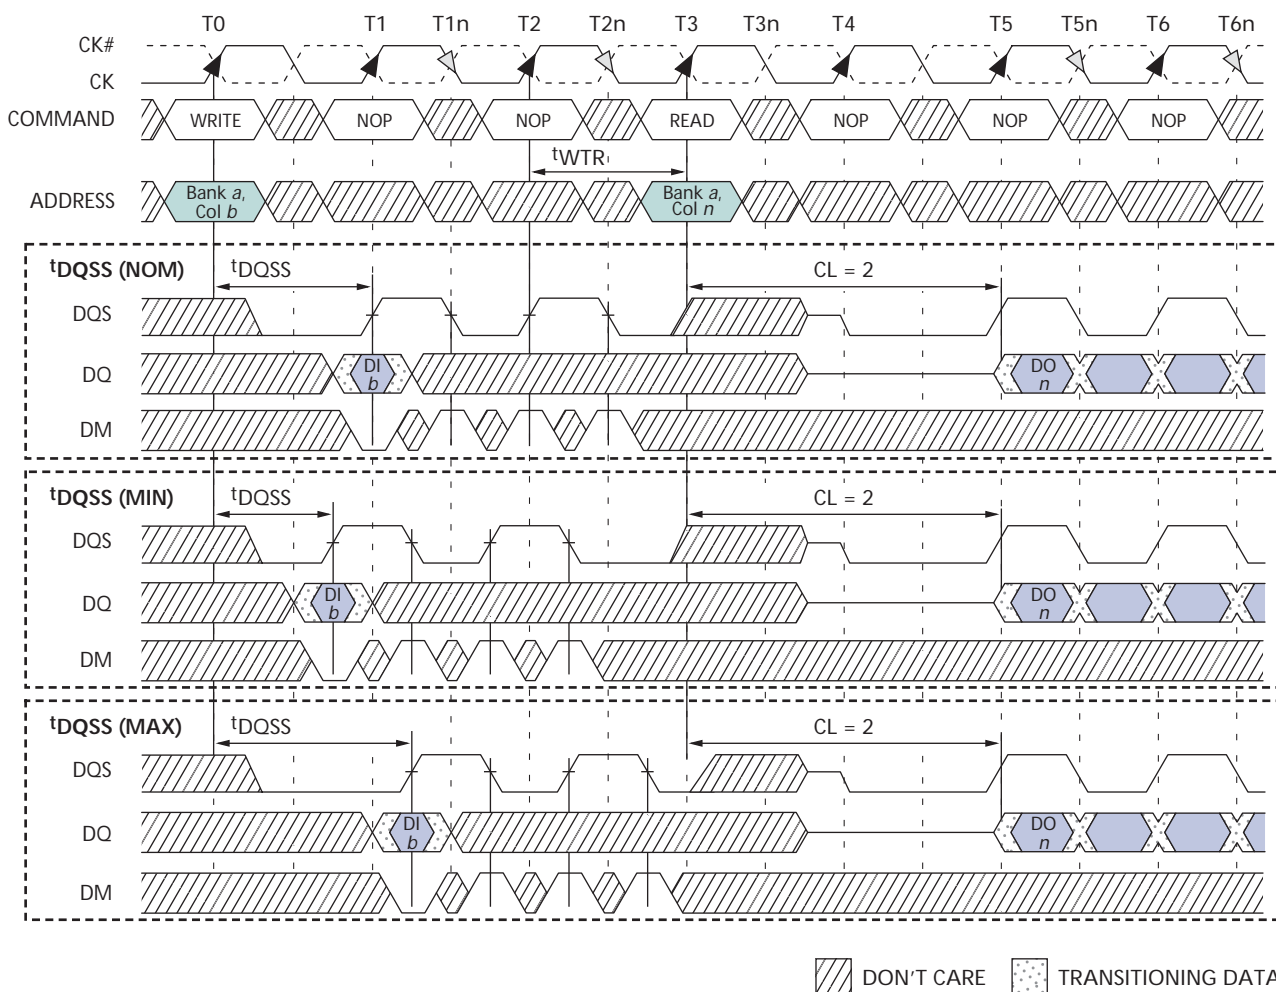 T0 T1 T1n T2 T2n T3 T3n T4 T5 T5n T6 T6n
CK#
CK
COMMAND WRITE NOP NOP READ NOP NOP NOP
tWTR
ADDRESS Bank a, Col b Bank a, Col n
tDQSS (NOM) tDQSS CL = 2
DQS
DQ DI b DO n
DM
tDQSS (MIN) tDQSS CL = 2
DQS
DQ DI b DO n
DM
tDQSS (MAX) tDQSS CL = 2
DQS
DQ DI b DO n
DM
DON'T CARE TRANSITIONING DATA